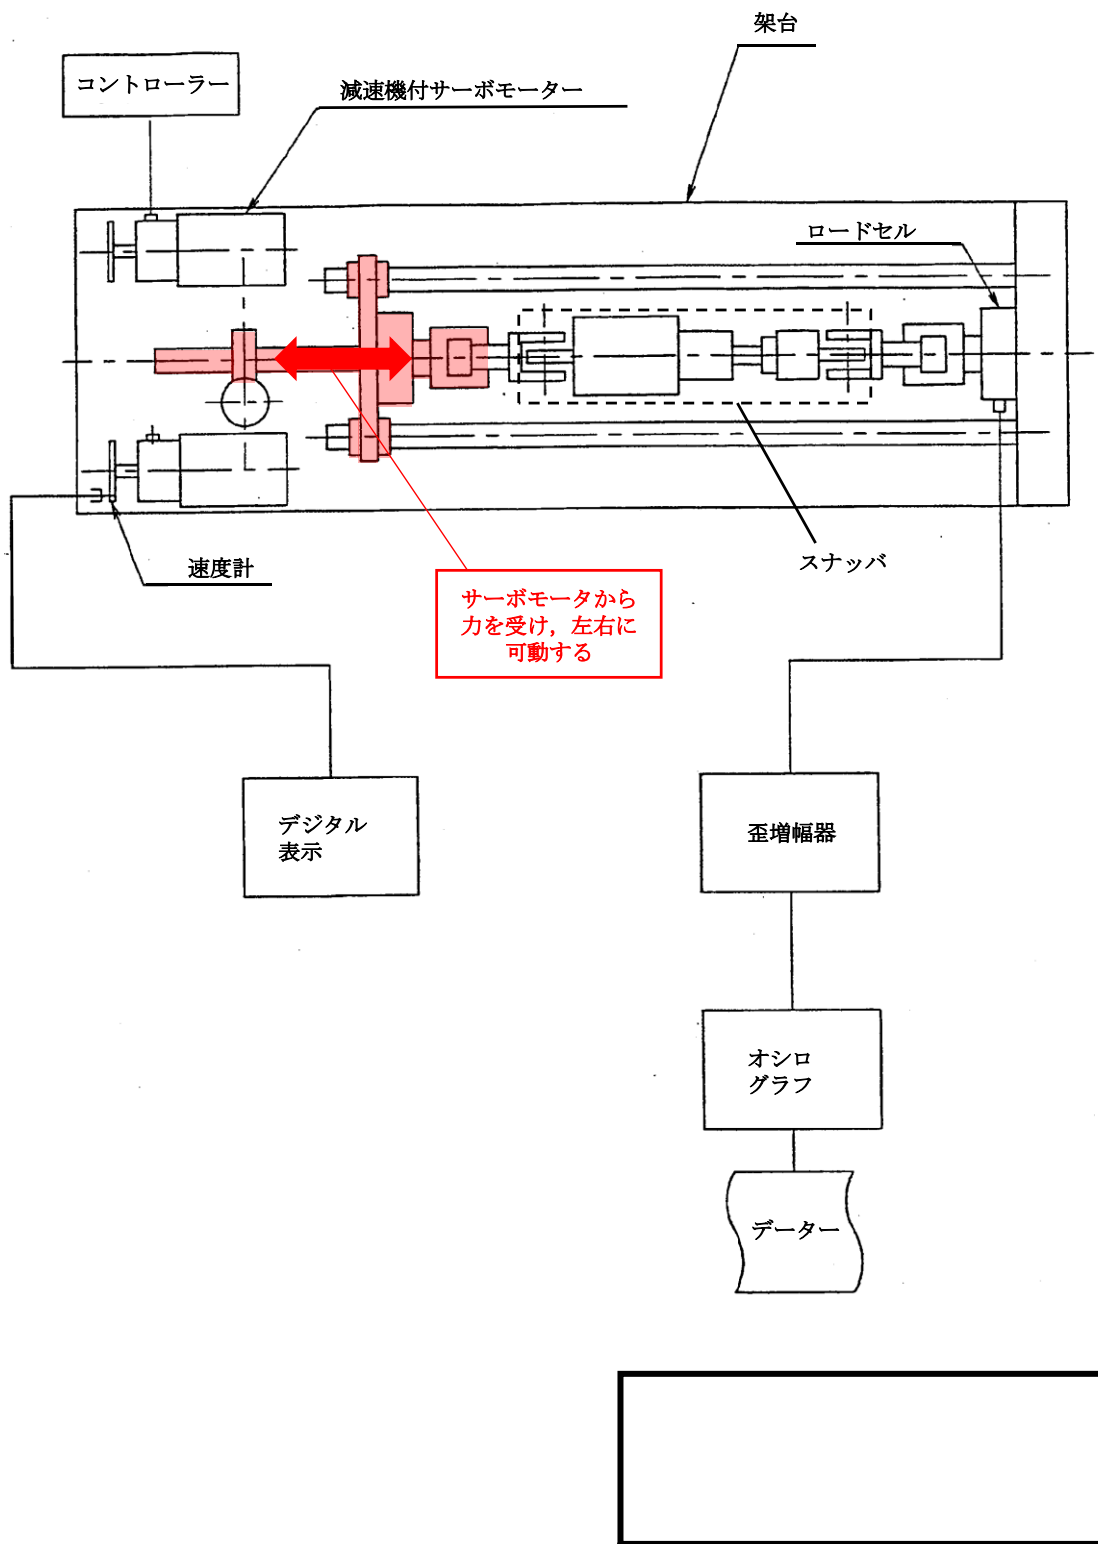 架台
コントローラー
減速機付サーボモーター
ロードセル
速度計
スナッバ
サーボモータから
力を受け，左右に
可動する
デジタル
表示
歪増幅器
オシロ
グラフ
データー